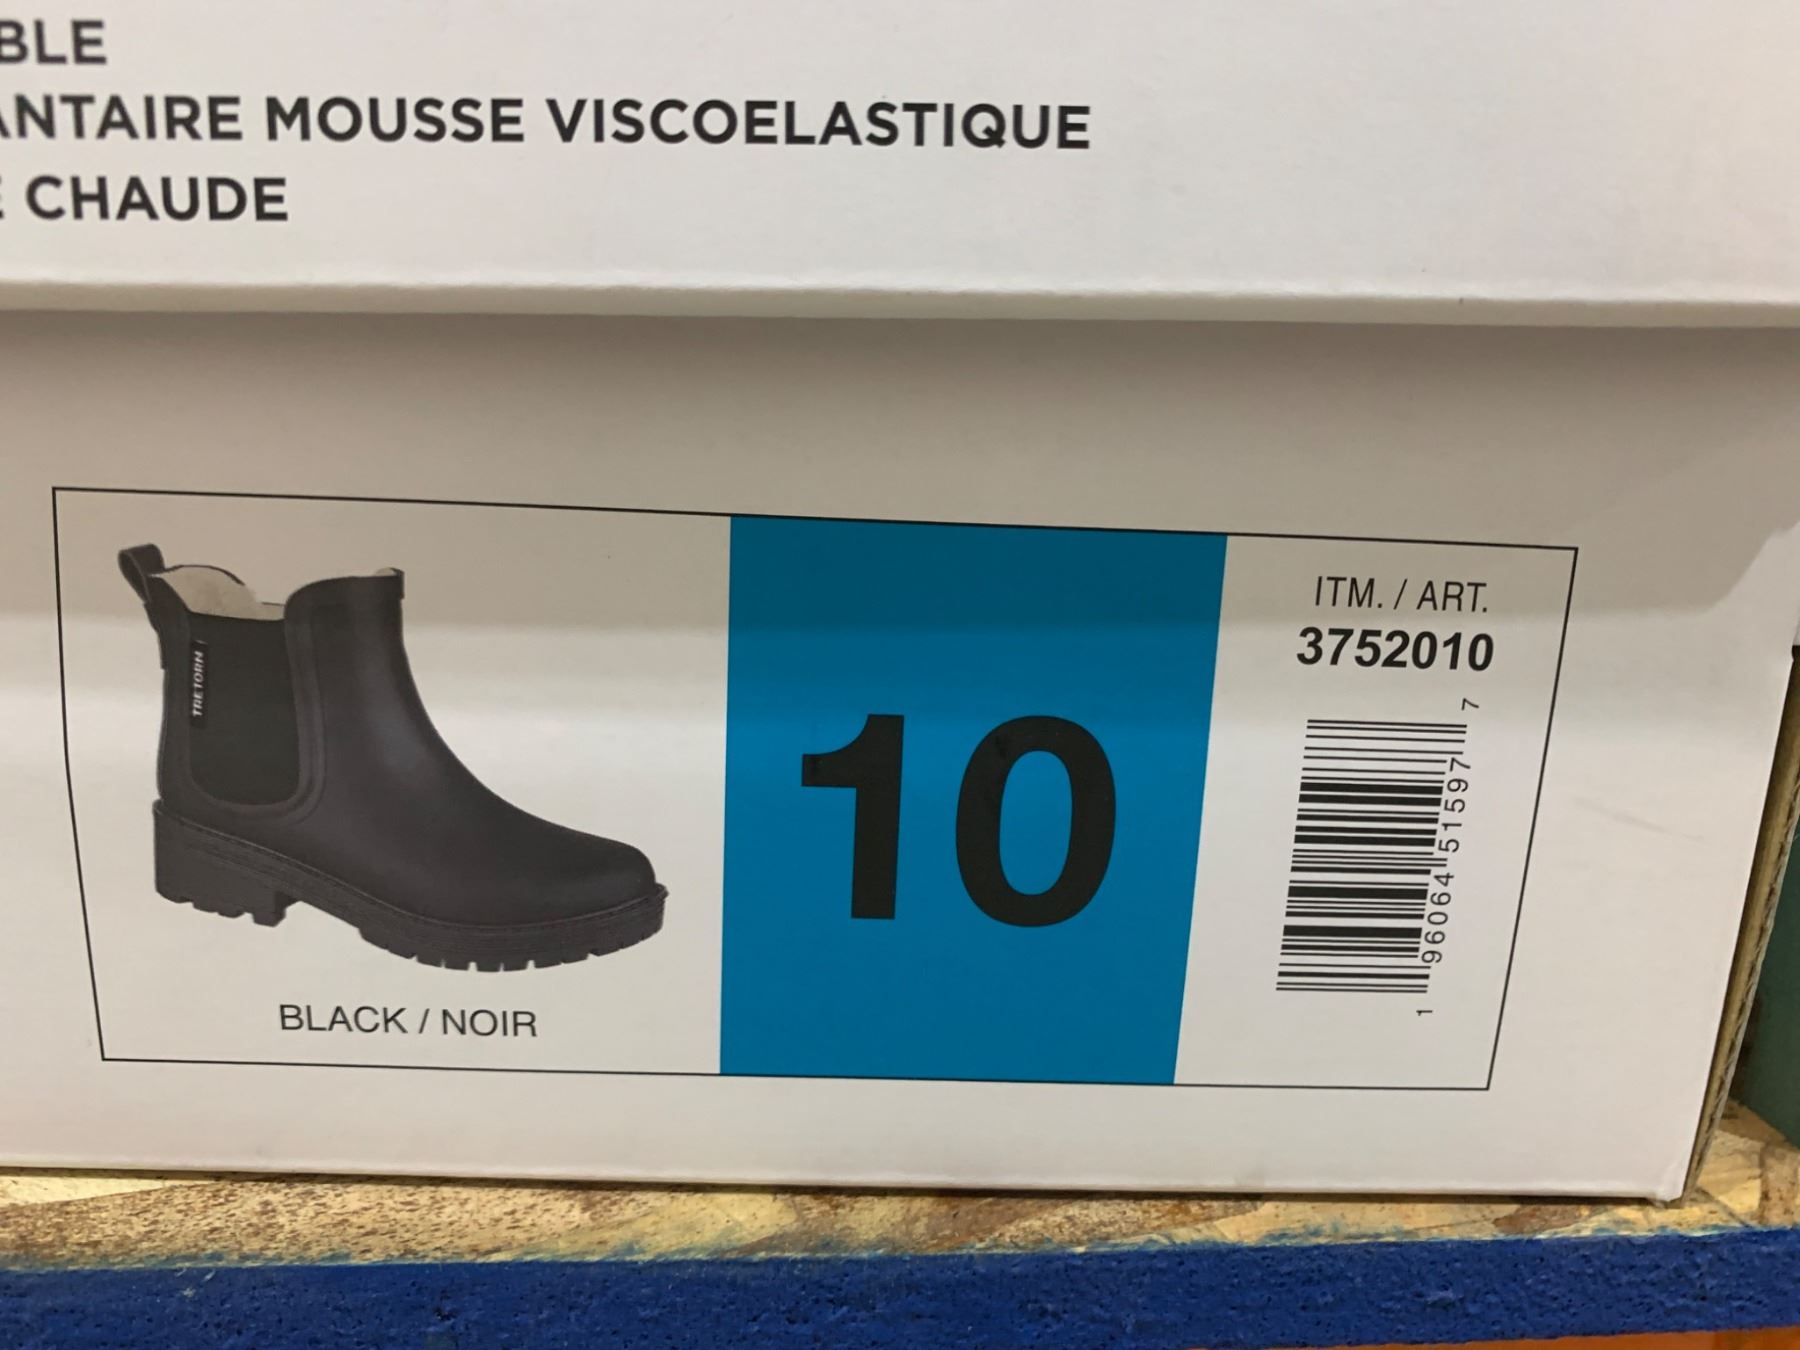 BLE
ANTAIRE MOUSSE VISCOELASTIQUE
E CHAUDE
TRETORN
BLACK / NOIR
10
ITM. / ART.
3752010
1 96064 51597 7